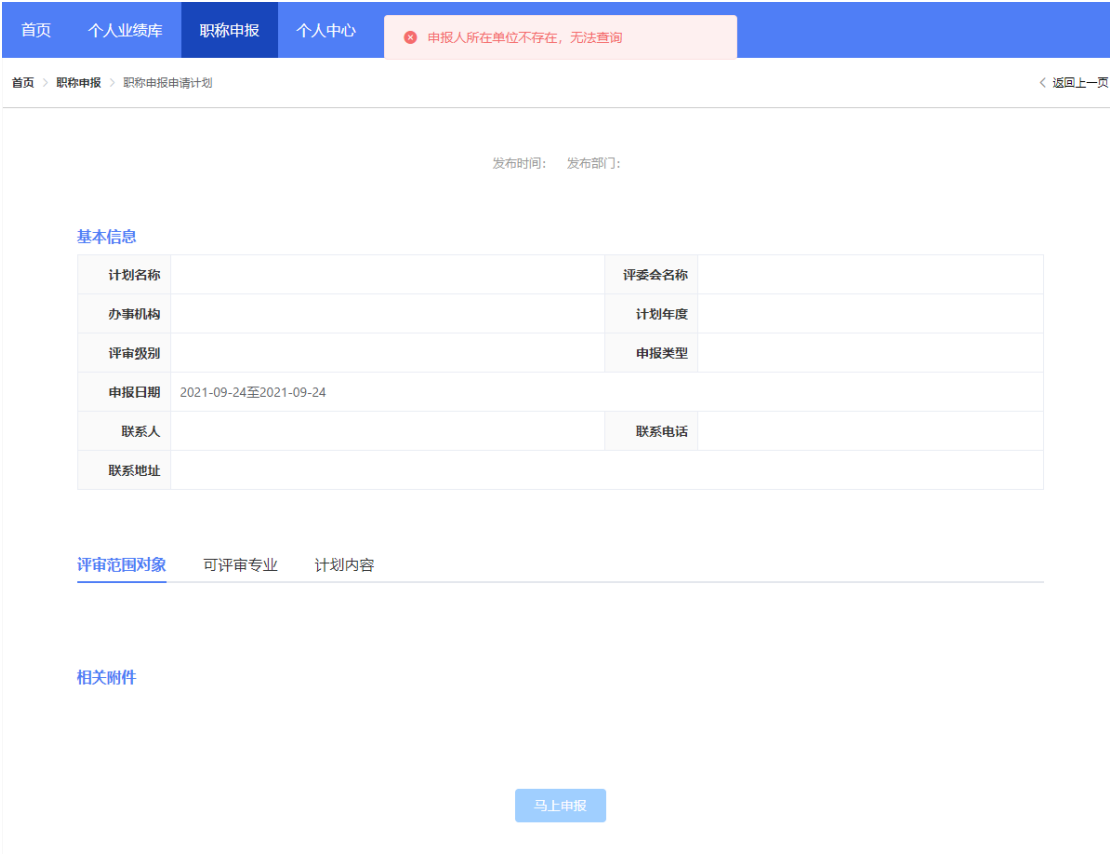 首页 个人业绩库 职称申报 个人中心
申报人所在单位不存在，无法查询
首页 > 职称申报 > 职称申报申请计划
< 返回上一页
发布时间： 发布部门：
基本信息
计划名称 评委会名称
办事机构 计划年度
评审级别 申报类型
申报日期 2021-09-24至2021-09-24
联系人 联系电话
联系地址
评审范围对象 可评审专业 计划内容
相关附件
马上申报